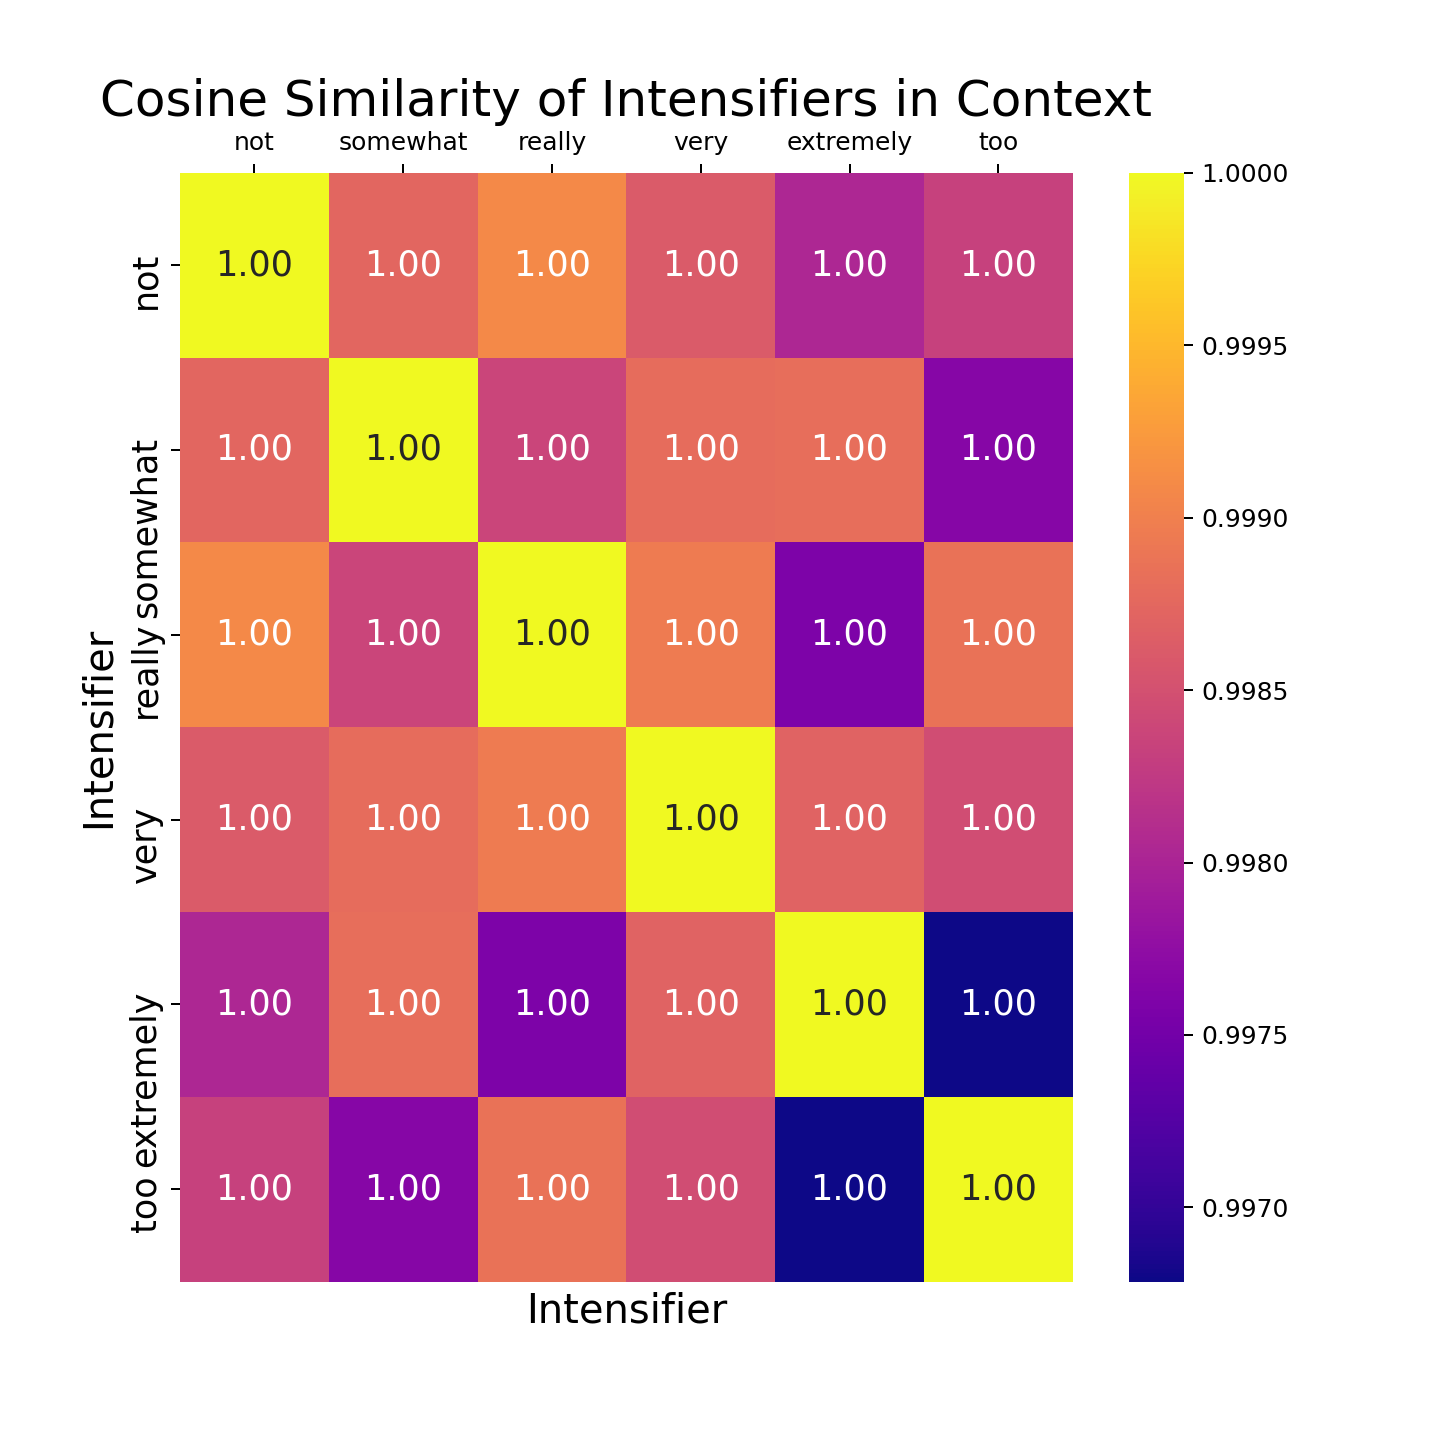 Cosine Similarity of Intensifiers in Context
not somewhat really very extremely too
not 1.00 1.00 1.00 1.00 1.00 1.00
somewhat 1.00 1.00 1.00 1.00 1.00 1.00
really 1.00 1.00 1.00 1.00 1.00 1.00
very 1.00 1.00 1.00 1.00 1.00 1.00
extremely 1.00 1.00 1.00 1.00 1.00 1.00
too 1.00 1.00 1.00 1.00 1.00 1.00
Intensifier
Intensifier
1.0000
0.9995
0.9990
0.9985
0.9980
0.9975
0.9970